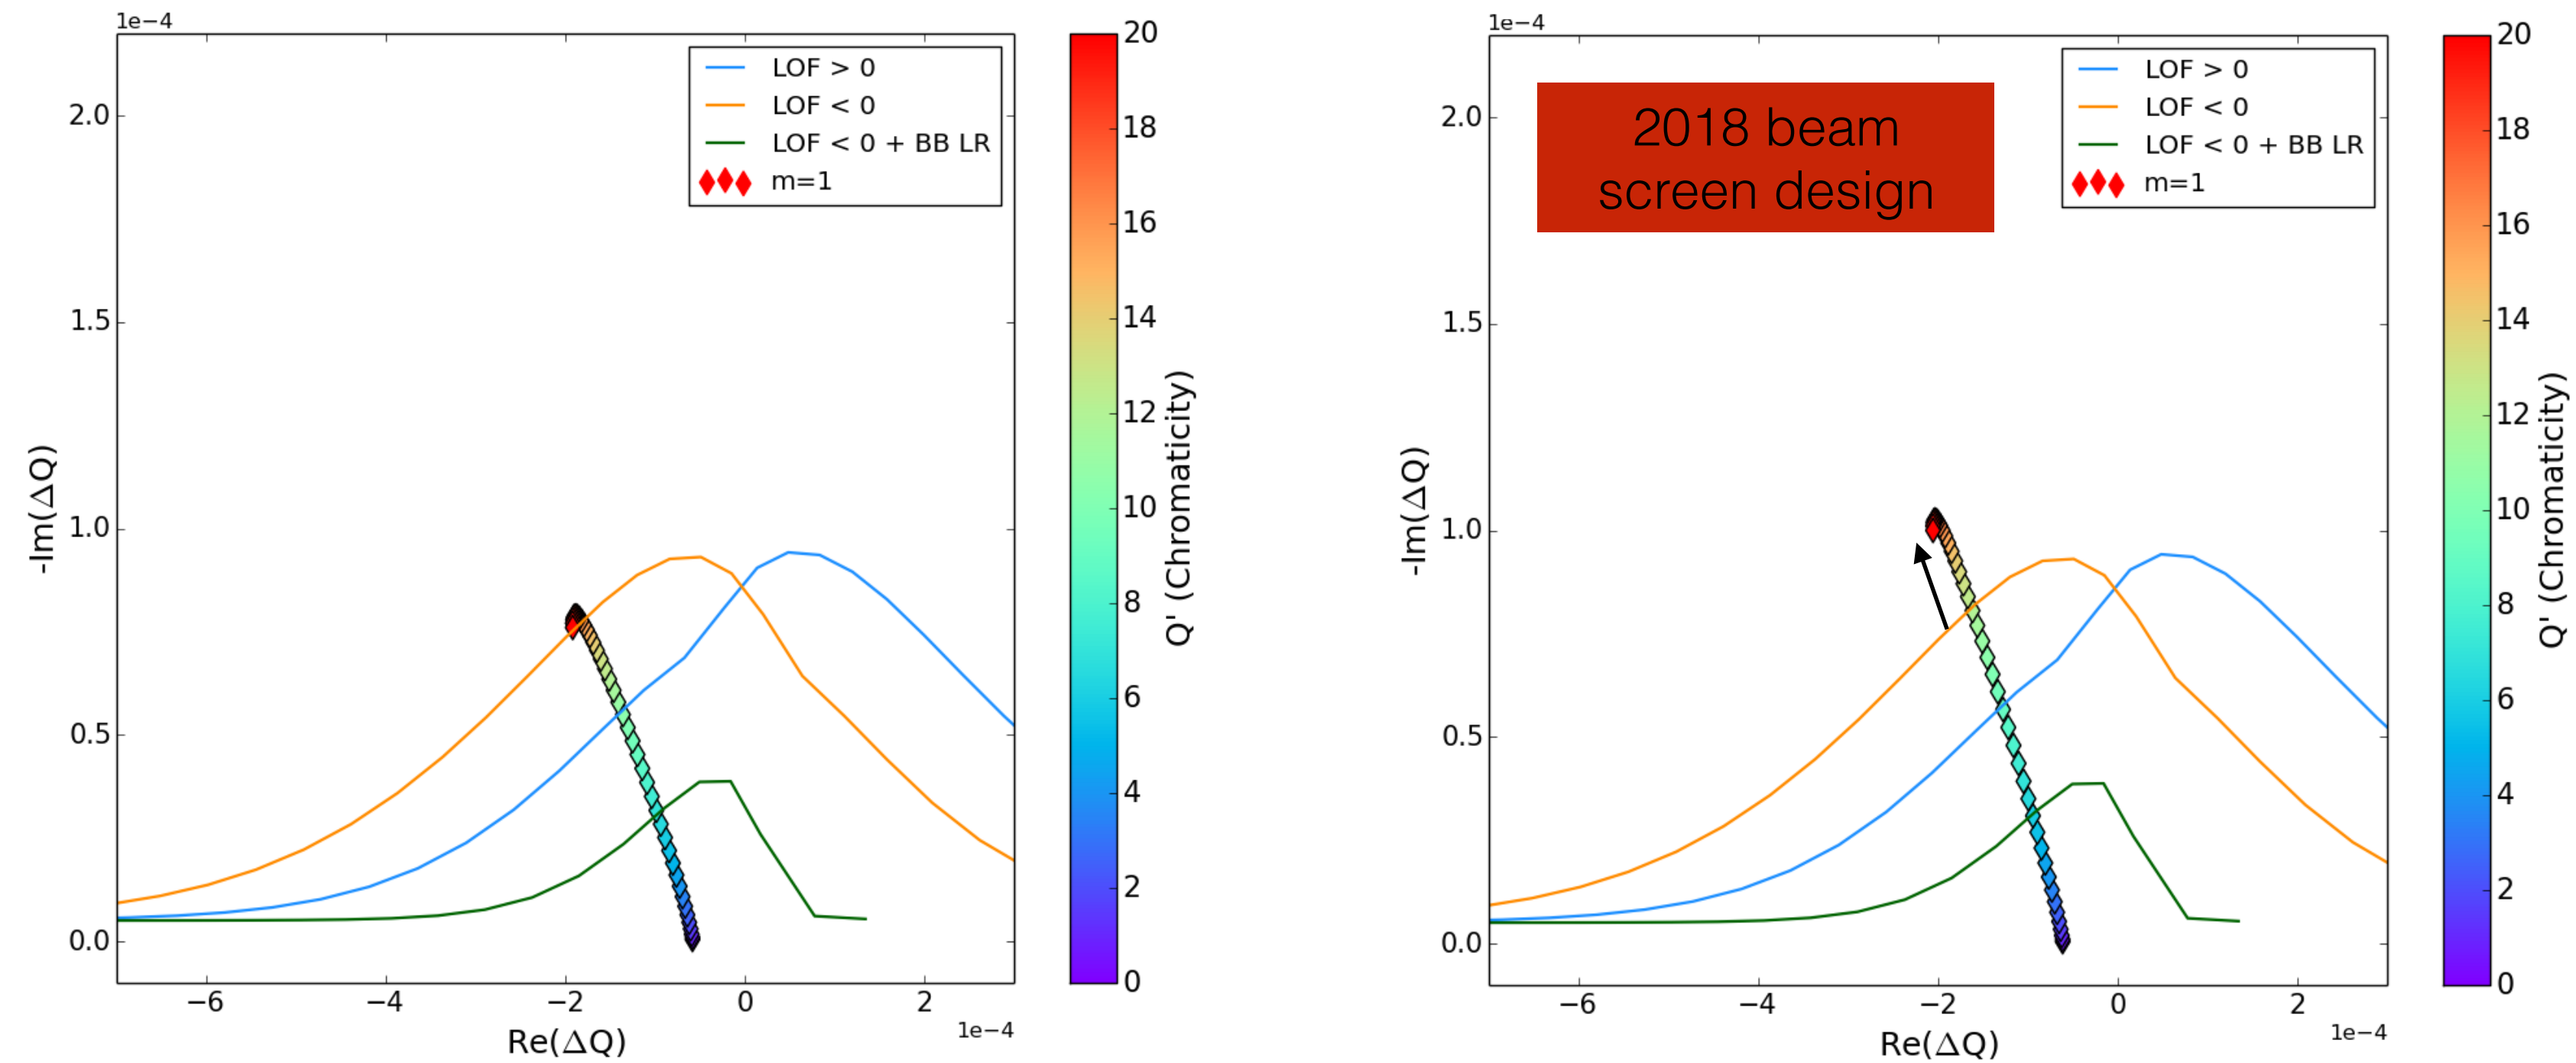 1e−4
2.0
1.5
1.0
0.5
0.0
-Im(ΔQ)
−6 −4 −2 0 2
1e−4
Re(ΔQ)
LOF > 0
LOF < 0
LOF < 0 + BB LR
m=1
20
18
16
14
12
10
8
6
4
2
0
Q' (Chromaticity)
1e−4
2.0
1.5
1.0
0.5
0.0
-Im(ΔQ)
−6 −4 −2 0 2
1e−4
Re(ΔQ)
2018 beam
screen design
LOF > 0
LOF < 0
LOF < 0 + BB LR
m=1
20
18
16
14
12
10
8
6
4
2
0
Q' (Chromaticity)